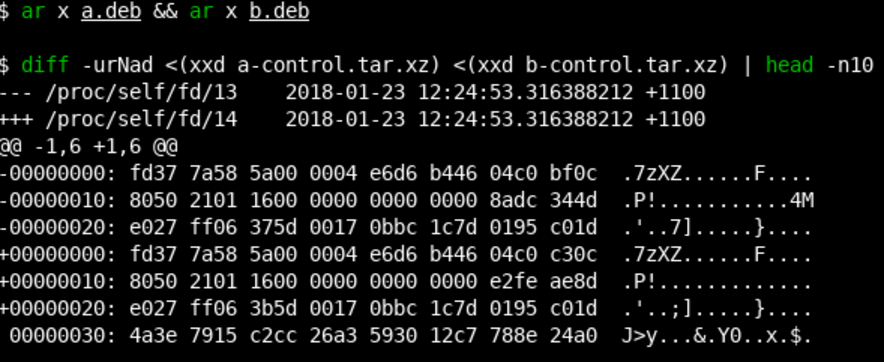 $ ar x a.deb && ar x b.deb
$ diff -urNad <(xxd a-control.tar.xz) <(xxd b-control.tar.xz) | head -n10
--- /proc/self/fd/13    2018-01-23 12:24:53.316388212 +1100
+++ /proc/self/fd/14    2018-01-23 12:24:53.316388212 +1100
@@ -1,6 +1,6 @@
-00000000: fd37 7a58 5a00 0004 e6d6 b446 04c0 bf0c  .7zXZ......F....
-00000010: 8050 2101 1600 0000 0000 0000 8adc 344d  .P!...........4M
-00000020: e027 ff06 375d 0017 0bbc 1c7d 0195 c01d  .'..7].....}....
+00000000: fd37 7a58 5a00 0004 e6d6 b446 04c0 c30c  .7zXZ......F....
+00000010: 8050 2101 1600 0000 0000 0000 e2fe ae8d  .P!.............
+00000020: e027 ff06 3b5d 0017 0bbc 1c7d 0195 c01d  .'..;].....}....
 00000030: 4a3e 7915 c2cc 26a3 5930 12c7 788e 24a0  J>y...&.Y0..x.$.